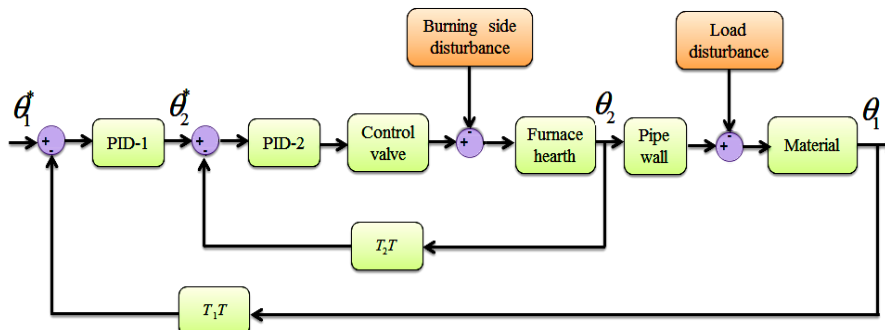 Burning side
disturbance
Load
disturbance
θ₁*
+
-
PID-1
θ₂*
+
-
PID-2
Control
valve
+
-
Furnace
hearth
θ₂
Pipe
wall
+
-
Material
θ₁
T₂T
T₁T